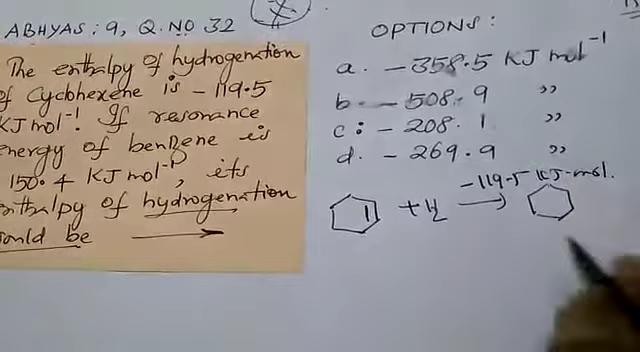 ABHYAS: 9, Q. NO 32
The enthalpy of hydrogenation
of Cyclohexene is - 119.5
KJ mol⁻¹. If resonance
energy of benzene is
150.4 KJ mol⁻¹, its
enthalpy of hydrogenation
would be →
OPTIONS:
a. - 358.5 KJ mol⁻¹
b. - 508.9 "
c: - 208.1 "
d. - 269.9 "
-119.5 KJ-mol.
+ H₂ →